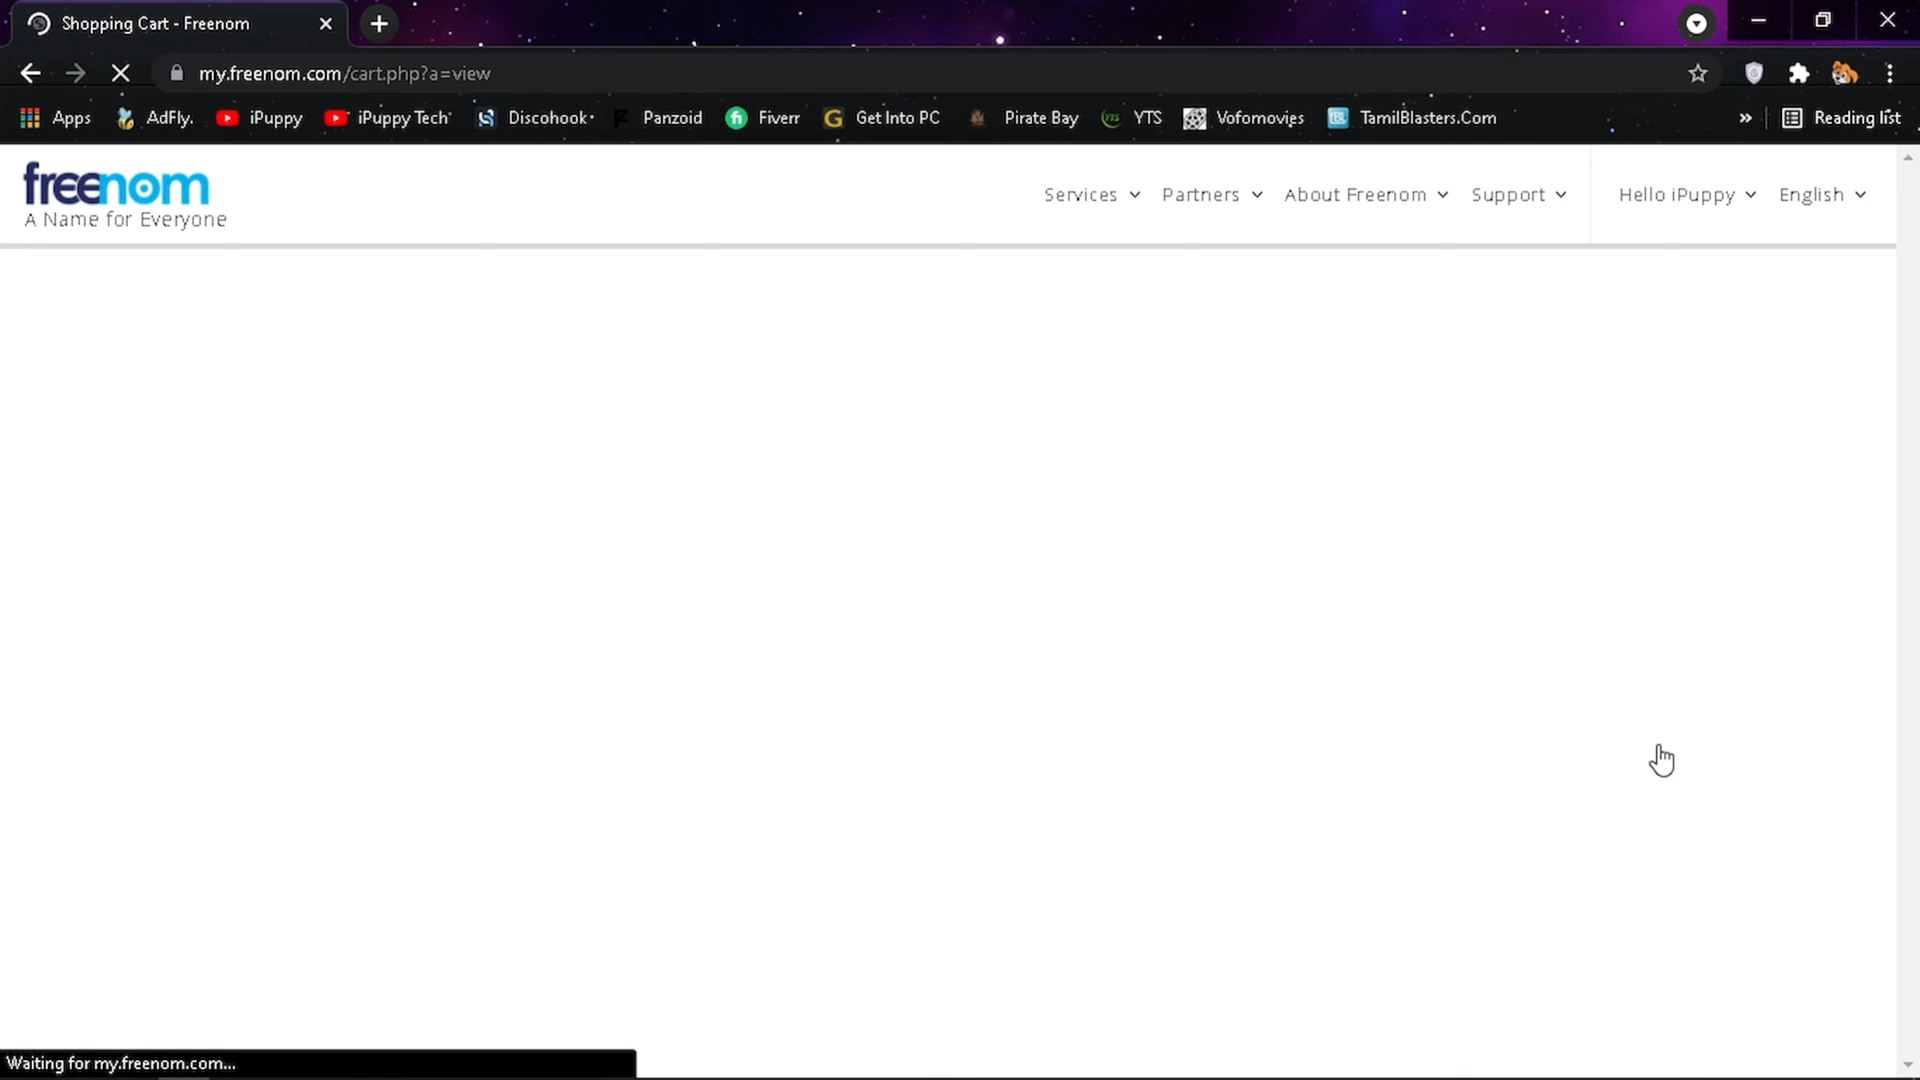 Shopping Cart - Freenom
my.freenom.com/cart.php?a=view
Apps AdFly. iPuppy iPuppy Tech Discohook Panzoid Fiverr Get Into PC Pirate Bay YTS Vofomovies TamilBlasters.Com » Reading list
freenom
A Name for Everyone
Services Partners About Freenom Support Hello iPuppy English
Waiting for my.freenom.com...